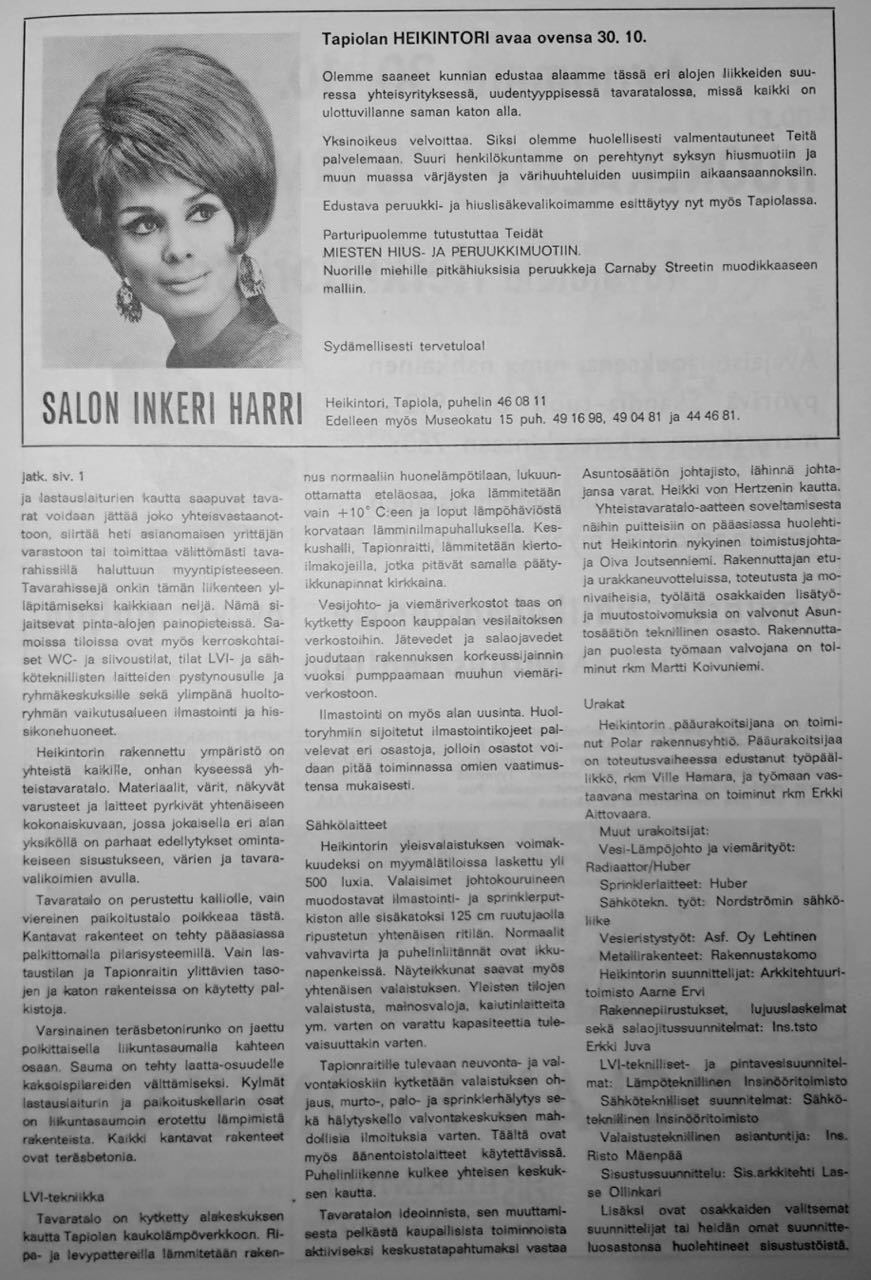 Tapiolan HEIKINTORI avaa ovensa 30. 10.
Olemme saaneet kunnian edustaa alaamme tässä eri alojen liikkeiden suu-
ressa yhteisyrityksessä, uudentyyppisessä tavaratalossa, missä kaikki on
ulottuvillanne saman katon alla.
Yksinoikeus velvoittaa. Siksi olemme huolellisesti valmentautuneet Teitä
palvelemaan. Suuri henkilökuntamme on perehtynyt syksyn hiusmuotiin ja
muun muassa värjäysten ja värihuuhteluiden uusimpiin aikaansaannoksiin.
Edustava peruukki- ja hiuslisäkevalikoimamme esittäytyy nyt myös Tapiolassa.
Parturipuolemme tutustuttaa Teidät
MIESTEN HIUS- JA PERUUKKIMUOTIIN.
Nuorille miehille pitkähiuksisia peruukkeja Carnaby Streetin muodikkaaseen
malliin.
Sydämellisesti tervetuloa!
SALON INKERI HARRI
Heikintori, Tapiola, puhelin 46 08 11
Edelleen myös Museokatu 15 puh. 49 16 98, 49 04 81 ja 44 46 81.
jatk. siv. 1
ja lastauslaiturien kautta saapuvat tava-
rat voidaan jättää joko yhteisvastaanot-
toon, siirtää heti asianomaisen yrittäjän
varastoon tai toimittaa välittömästi tava-
rahissillä haluttuun myyntipisteeseen.
Tavarahissejä onkin tämän liikenteen yl-
läpitämiseksi kaikkiaan neljä. Nämä si-
jaitsevat pinta-alojen painopisteissä. Sa-
moissa tiloissa ovat myös kerroskohtai-
set WC- ja siivoustilat, tilat LVI- ja säh-
köteknillisten laitteiden pystynousulle ja
ryhmäkeskuksille sekä ylimpänä huolto-
ryhmän vaikutusalueen ilmastointi ja his-
sikonehuoneet.
Heikintorin rakennettu ympäristö on
yhteistä kaikille, onhan kyseessä yh-
teistavaratalo. Materiaalit, värit, näkyvät
varusteet ja laitteet pyrkivät yhtenäiseen
kokonaiskuvaan, jossa jokaisella eri alan
yksiköllä on parhaat edellytykset ominta-
keiseen sisustukseen, värien ja tavara-
valikoimien avulla.
Tavaratalo on perustettu kalliolle, vain
viereinen paikoitustalo poikkeaa tästä.
Kantavat rakenteet on tehty pääasiassa
palkittomalla pilarisysteemillä. Vain las-
taustilan ja Tapionraitin ylittävien taso-
jen ja katon rakenteissa on käytetty pal-
kistoja.
Varsinainen teräsbetonirunko on jaettu
poikittaisella liikuntasaumalla kahteen
osaan. Sauma on tehty laatta-osuudelle
kaksoispilareiden välttämiseksi. Kylmät
lastauslaiturin ja paikoituskellarin osat
on liikuntasaumoin erotettu lämpimistä
rakenteista. Kaikki kantavat rakenteet
ovat teräsbetonia.
LVI-tekniikka
Tavaratalo on kytketty alakeskuksen
kautta Tapiolan kaukolämpöverkkoon. Ri-
pa- ja levypattereilla lämmitetään raken-
nus normaaliin huonelämpötilaan, lukuun-
ottamatta eteläosaa, joka lämmitetään
vain +10° C:een ja loput lämpöhäviöstä
korvataan lämminilmapuhalluksella. Kes-
kushalli, Tapionraitti, lämmitetään kierto-
ilmakojeilla, jotka pitävät samalla pääty-
ikkunapinnat kirkkaina.
Vesijohto- ja viemäriverkostot taas on
kytketty Espoon kauppalan vesilaitoksen
verkostoihin. Jätevedet ja salaojavedet
joudutaan rakennuksen korkeussijainnin
vuoksi pumppaamaan muuhun viemäri-
verkostoon.
Ilmastointi on myös alan uusinta. Huol-
toryhmiin sijoitetut ilmastointikojeet pal-
velevat eri osastoja, jolloin osastot voi-
daan pitää toiminnassa omien vaatimus-
tensa mukaisesti.
Sähkölaitteet
Heikintorin yleisvalaistuksen voimak-
kuudeksi on myymälätiloissa laskettu yli
500 luxia. Valaisimet johtokouruineen
muodostavat ilmastointi- ja sprinklerput-
kiston alle sisäkatoksi 125 cm ruutujaolla
ripustetun yhtenäisen ritilän. Normaalit
vahvavirta ja puhelinliitännät ovat ikku-
napenkeissä. Näyteikkunat saavat myös
yhtenäisen valaistuksen. Yleisten tilojen
valaistusta, mainosvaloja, kaiutinlaitteita
ym. varten on varattu kapasiteettia tule-
vaisuuttakin varten.
Tapionraitille tulevaan neuvonta- ja val-
vontakioskiin kytketään valaistuksen oh-
jaus, murto-, palo- ja sprinklerhälytys se-
kä hälytyskello valvontakeskuksen mah-
dollisia ilmoituksia varten. Täältä ovat
myös äänentoistolaitteet käytettävissä.
Puhelinliikenne kulkee yhteisen keskuk-
sen kautta.
Tavaratalon ideoinnista, sen muuttami-
sesta pelkästä kaupallisista toiminnoista
aktiiviseksi keskustatapahtumaksi vastaa
Asuntosäätiön johtajisto, lähinnä johta-
jansa varat. Heikki von Hertzenin kautta.
Yhteistavaratalo-aatteen soveltamisesta
näihin puitteisiin on pääasiassa huolehti-
nut Heikintorin nykyinen toimistusjohta-
ja Oiva Joutsenniemi. Rakennuttajan etu-
ja urakkaneuvotteluissa, toteutusta ja mo-
nivaiheisia, työläitä osakkaiden lisätyö-
ja muutostoivomuksia on valvonut Asun-
tosäätiön teknillinen osasto. Rakennutta-
jan puolesta työmaan valvojana on toi-
minut rkm Martti Koivuniemi.
Urakat
Heikintorin pääurakoitsijana on toimi-
nut Polar rakennusyhtiö. Pääurakoitsijaa
on toteutusvaiheessa edustanut työpääl-
likkö, rkm Ville Hamara, ja työmaan vas-
taavana mestarina on toiminut rkm Erkki
Aittovaara.
Muut urakoitsijat:
Vesi-Lämpöjohto ja viemärityöt:
Radiaattor/Huber
Sprinklerlaitteet: Huber
Sähkötekn. työt: Nordströmin sähkö-
liike
Vesieristystyöt: Asf. Oy Lehtinen
Metallirakenteet: Rakennustakomo
Heikintorin suunnittelijat: Arkkitehtuuri-
toimisto Aarne Ervi
Rakennepiirustukset, lujuuslaskelmat
sekä salaojitussuunnitelmat: Ins.tsto
Erkki Juva
LVI-teknilliset- ja pintavesisuunnitel-
mat: Lämpöteknillinen Insinööritoimisto
Sähkötekniliset suunnitelmat: Sähkö-
teknillinen Insinööritoimisto
Valaistusteknillinen asiantuntija: Ins.
Risto Mäenpää
Sisustussuunnittelu: Sis.arkkitehti Las-
se Ollinkari
Lisäksi ovat osakkaiden valitsemat
suunnittelijat tai heidän omat suunnitte-
luosastonsa huolehtineet sisustustöistä.